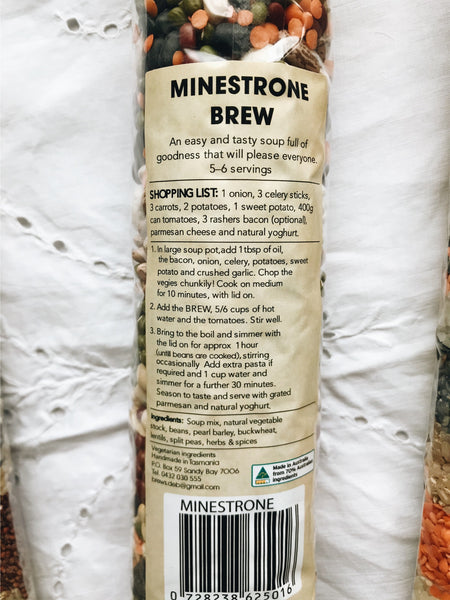 MINESTRONE
BREW
An easy and tasty soup full of
goodness that will please everyone.
5–6 servings
SHOPPING LIST: 1 onion, 3 celery sticks,
3 carrots, 2 potatoes, 1 sweet potato, 400g
can tomatoes, 3 rashers bacon (optional),
parmesan cheese and natural yoghurt.
1. In large soup pot, add 1 tbsp of oil,
the bacon, onion, celery, potatoes, sweet
potato and crushed garlic. Chop the
vegies chunkily! Cook on medium
for 10 minutes, with lid on.
2. Add the BREW, 5/6 cups of hot
water and the tomatoes. Stir well.
3. Bring to the boil and simmer with
the lid on for approx 1 hour
(until beans are cooked), stirring
occasionally Add extra pasta if
required and 1 cup water and
simmer for a further 30 minutes.
Season to taste and serve with grated
parmesan and natural yoghurt.
Ingredients: Soup mix, natural vegetable
stock, beans, pearl barley, buckwheat,
lentils, split peas, herbs & spices
Vegetarian ingredients
Handmade in Tasmania
P.O. Box 59 Sandy Bay 7006
Tel. 0432 030 555
brews.deb@gmail.com
Made in Australia
from 70% Australian
ingredients
MINESTRONE
0 728238 625016